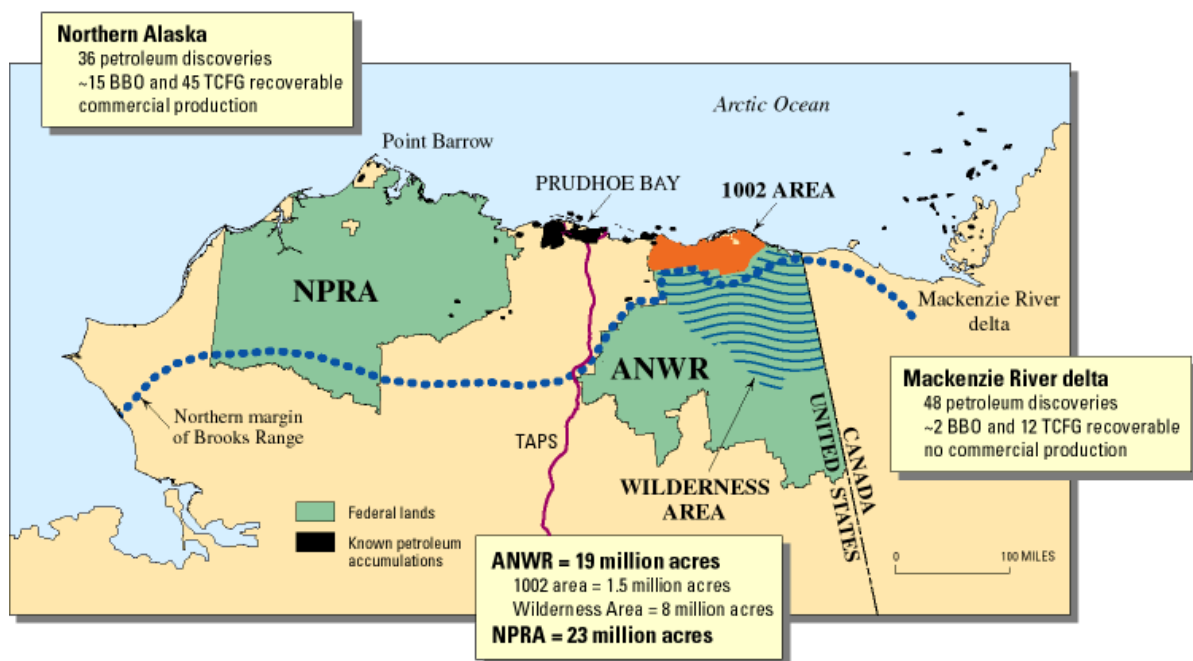 Northern Alaska
36 petroleum discoveries
~15 BBO and 45 TCFG recoverable
commercial production
Arctic Ocean
Point Barrow
PRUDHOE BAY
1002 AREA
NPRA
ANWR
Mackenzie River
delta
Northern margin
of Brooks Range
TAPS
WILDERNESS
AREA
CANADA
UNITED STATES
Mackenzie River delta
48 petroleum discoveries
~2 BBO and 12 TCFG recoverable
no commercial production
Federal lands
Known petroleum
accumulations
0 100 MILES
ANWR = 19 million acres
1002 area = 1.5 million acres
Wilderness Area = 8 million acres
NPRA = 23 million acres